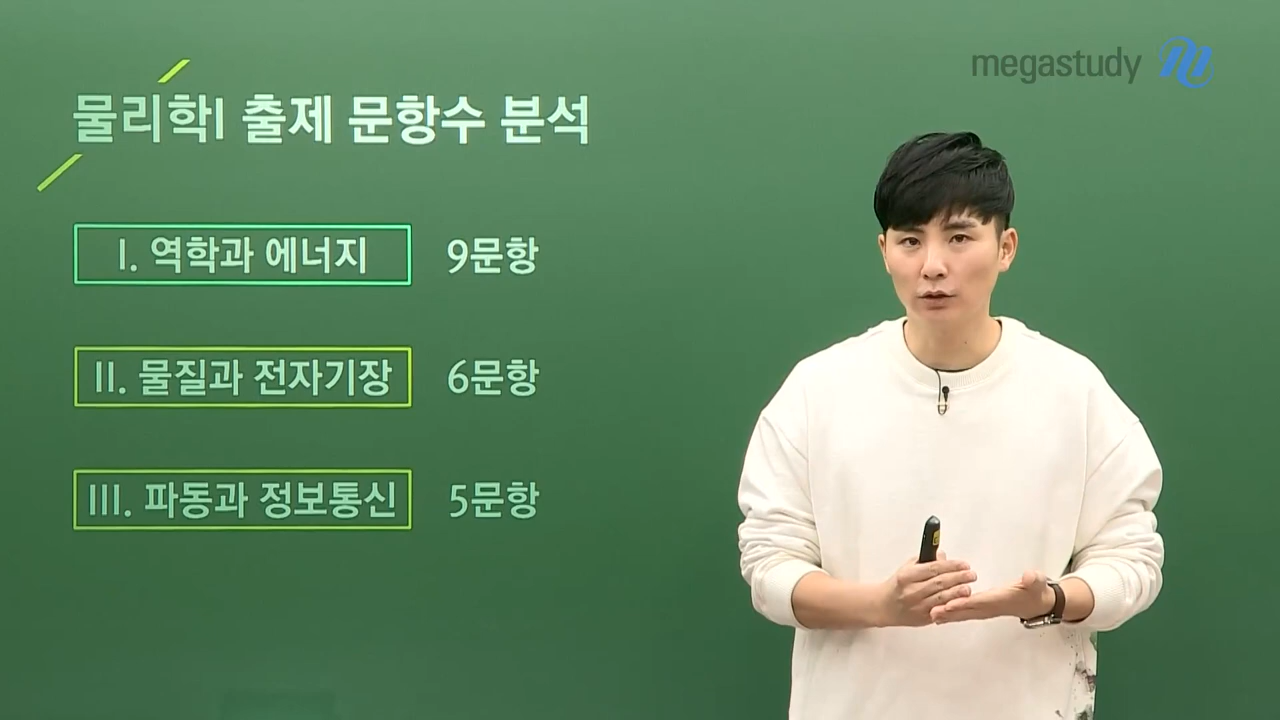 megastudy
물리학I 출제 문항수 분석
I. 역학과 에너지 9문항
II. 물질과 전자기장 6문항
III. 파동과 정보통신 5문항